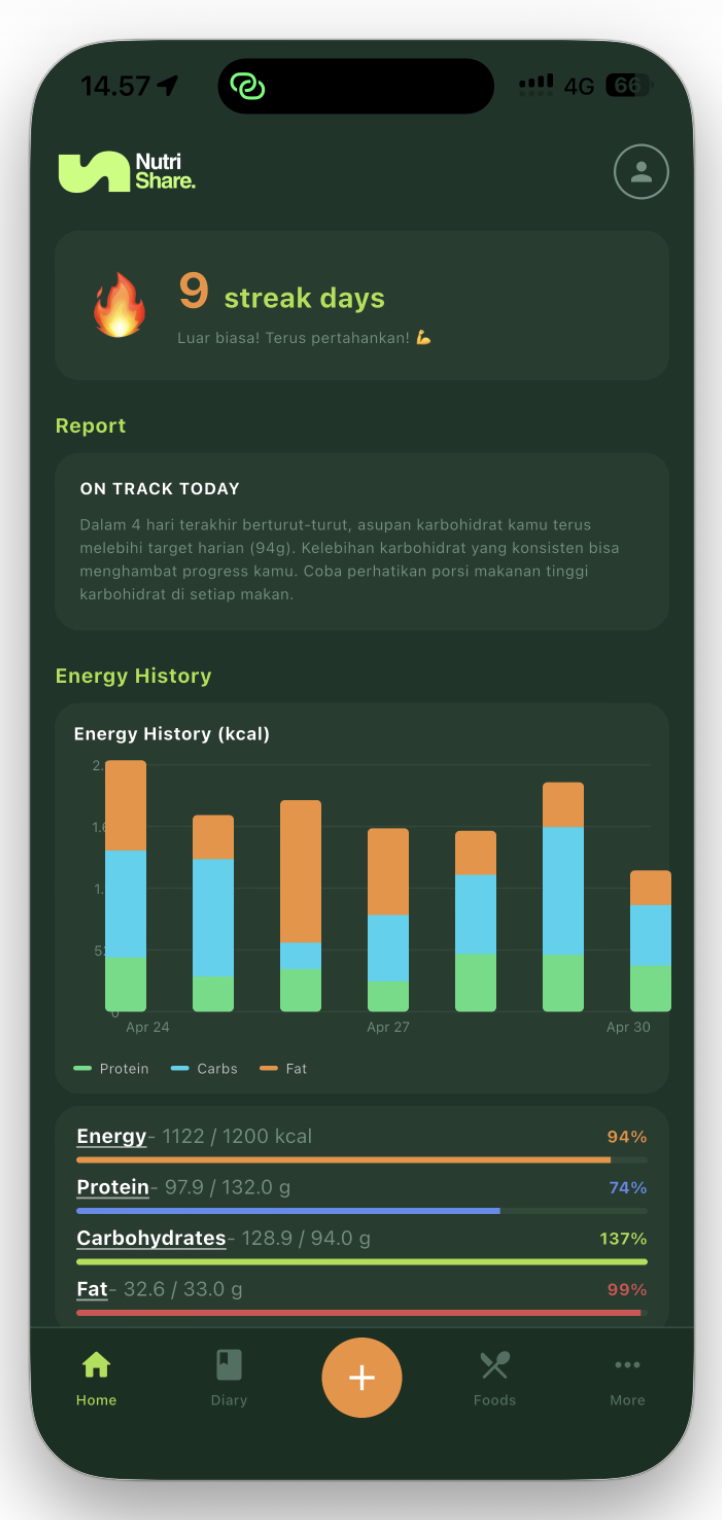 14.57
4G
66
Nutri
Share.
9 streak days
Luar biasa! Terus pertahankan! 💪
Report
ON TRACK TODAY
Dalam 4 hari terakhir berturut-turut, asupan karbohidrat kamu terus
melebihi target harian (94g). Kelebihan karbohidrat yang konsisten bisa
menghambat progress kamu. Coba perhatikan porsi makanan tinggi
karbohidrat di setiap makan.
Energy History
Energy History (kcal)
0
Apr 24
Apr 27
Apr 30
Protein
Carbs
Fat
Energy- 1122 / 1200 kcal
94%
Protein- 97.9 / 132.0 g
74%
Carbohydrates- 128.9 / 94.0 g
137%
Fat- 32.6 / 33.0 g
99%
Home
Diary
Foods
More